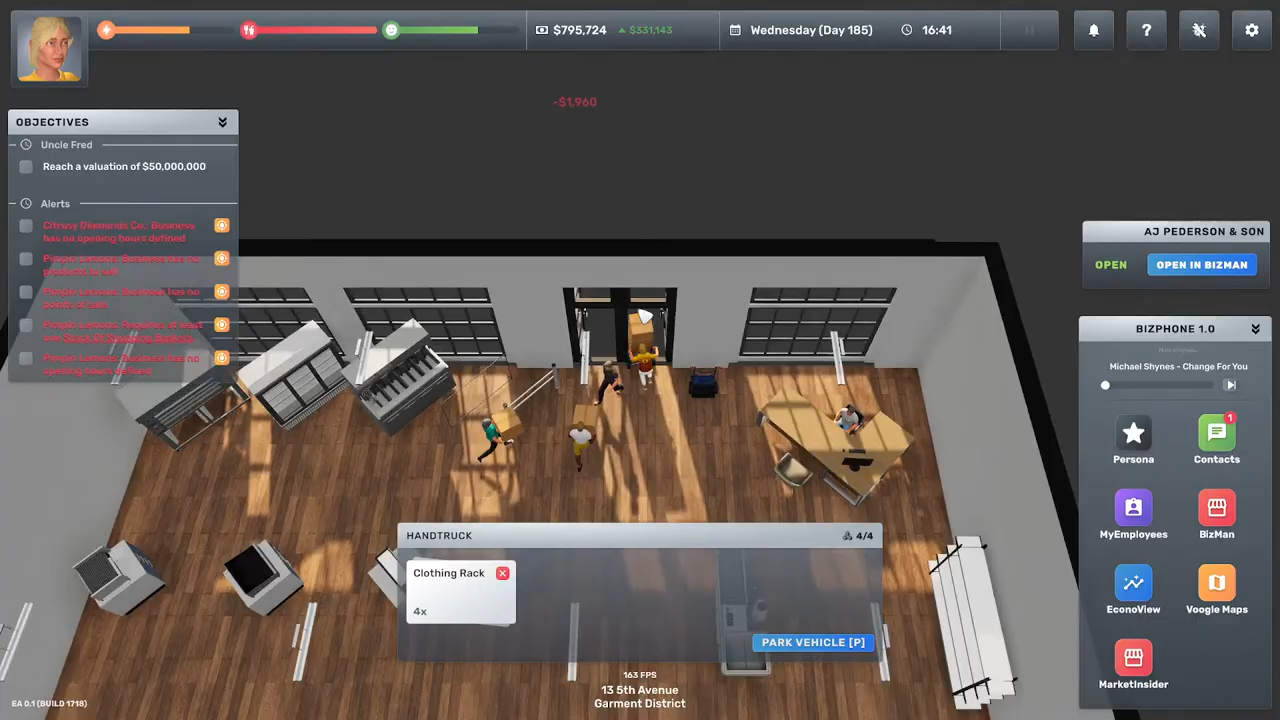 $795,724
$331,143
Wednesday (Day 185)
16:41
?
-$1,960
OBJECTIVES
Uncle Fred
Reach a valuation of $50,000,000
Alerts
Citrusy Diamonds Co.: Business
has no opening hours defined
Business has no
products to sell
Business has no
points of sale
Requires at least
one
Business has no
opening hours defined
AJ PEDERSON & SON
OPEN
OPEN IN BIZMAN
BIZPHONE 1.0
Michael Shynes - Change For You
Persona
1
Contacts
MyEmployees
BizMan
EconoView
Voogle Maps
MarketInsider
HANDTRUCK
4/4
Clothing Rack
4x
PARK VEHICLE [P]
163 FPS
13 5th Avenue
Garment District
EA 0.1 (BUILD 1718)